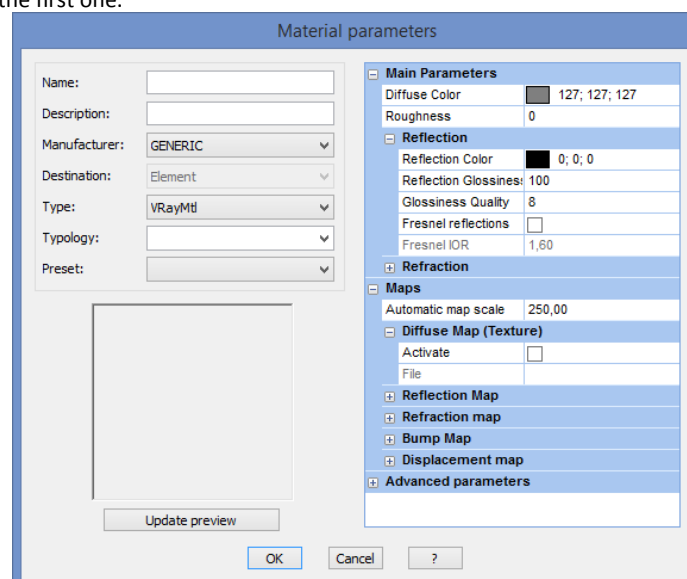 the first one.
Material parameters
Name:
Description:
Manufacturer: GENERIC
Destination: Element
Type: VRayMtl
Typology:
Preset:
Update preview
Main Parameters
Diffuse Color 127; 127; 127
Roughness 0
Reflection
Reflection Color 0; 0; 0
Reflection Glossines 100
Glossiness Quality 8
Fresnel reflections
Fresnel IOR 1,60
Refraction
Maps
Automatic map scale 250,00
Diffuse Map (Texture)
Activate
File
Reflection Map
Refraction map
Bump Map
Displacement map
Advanced parameters
OK Cancel ?